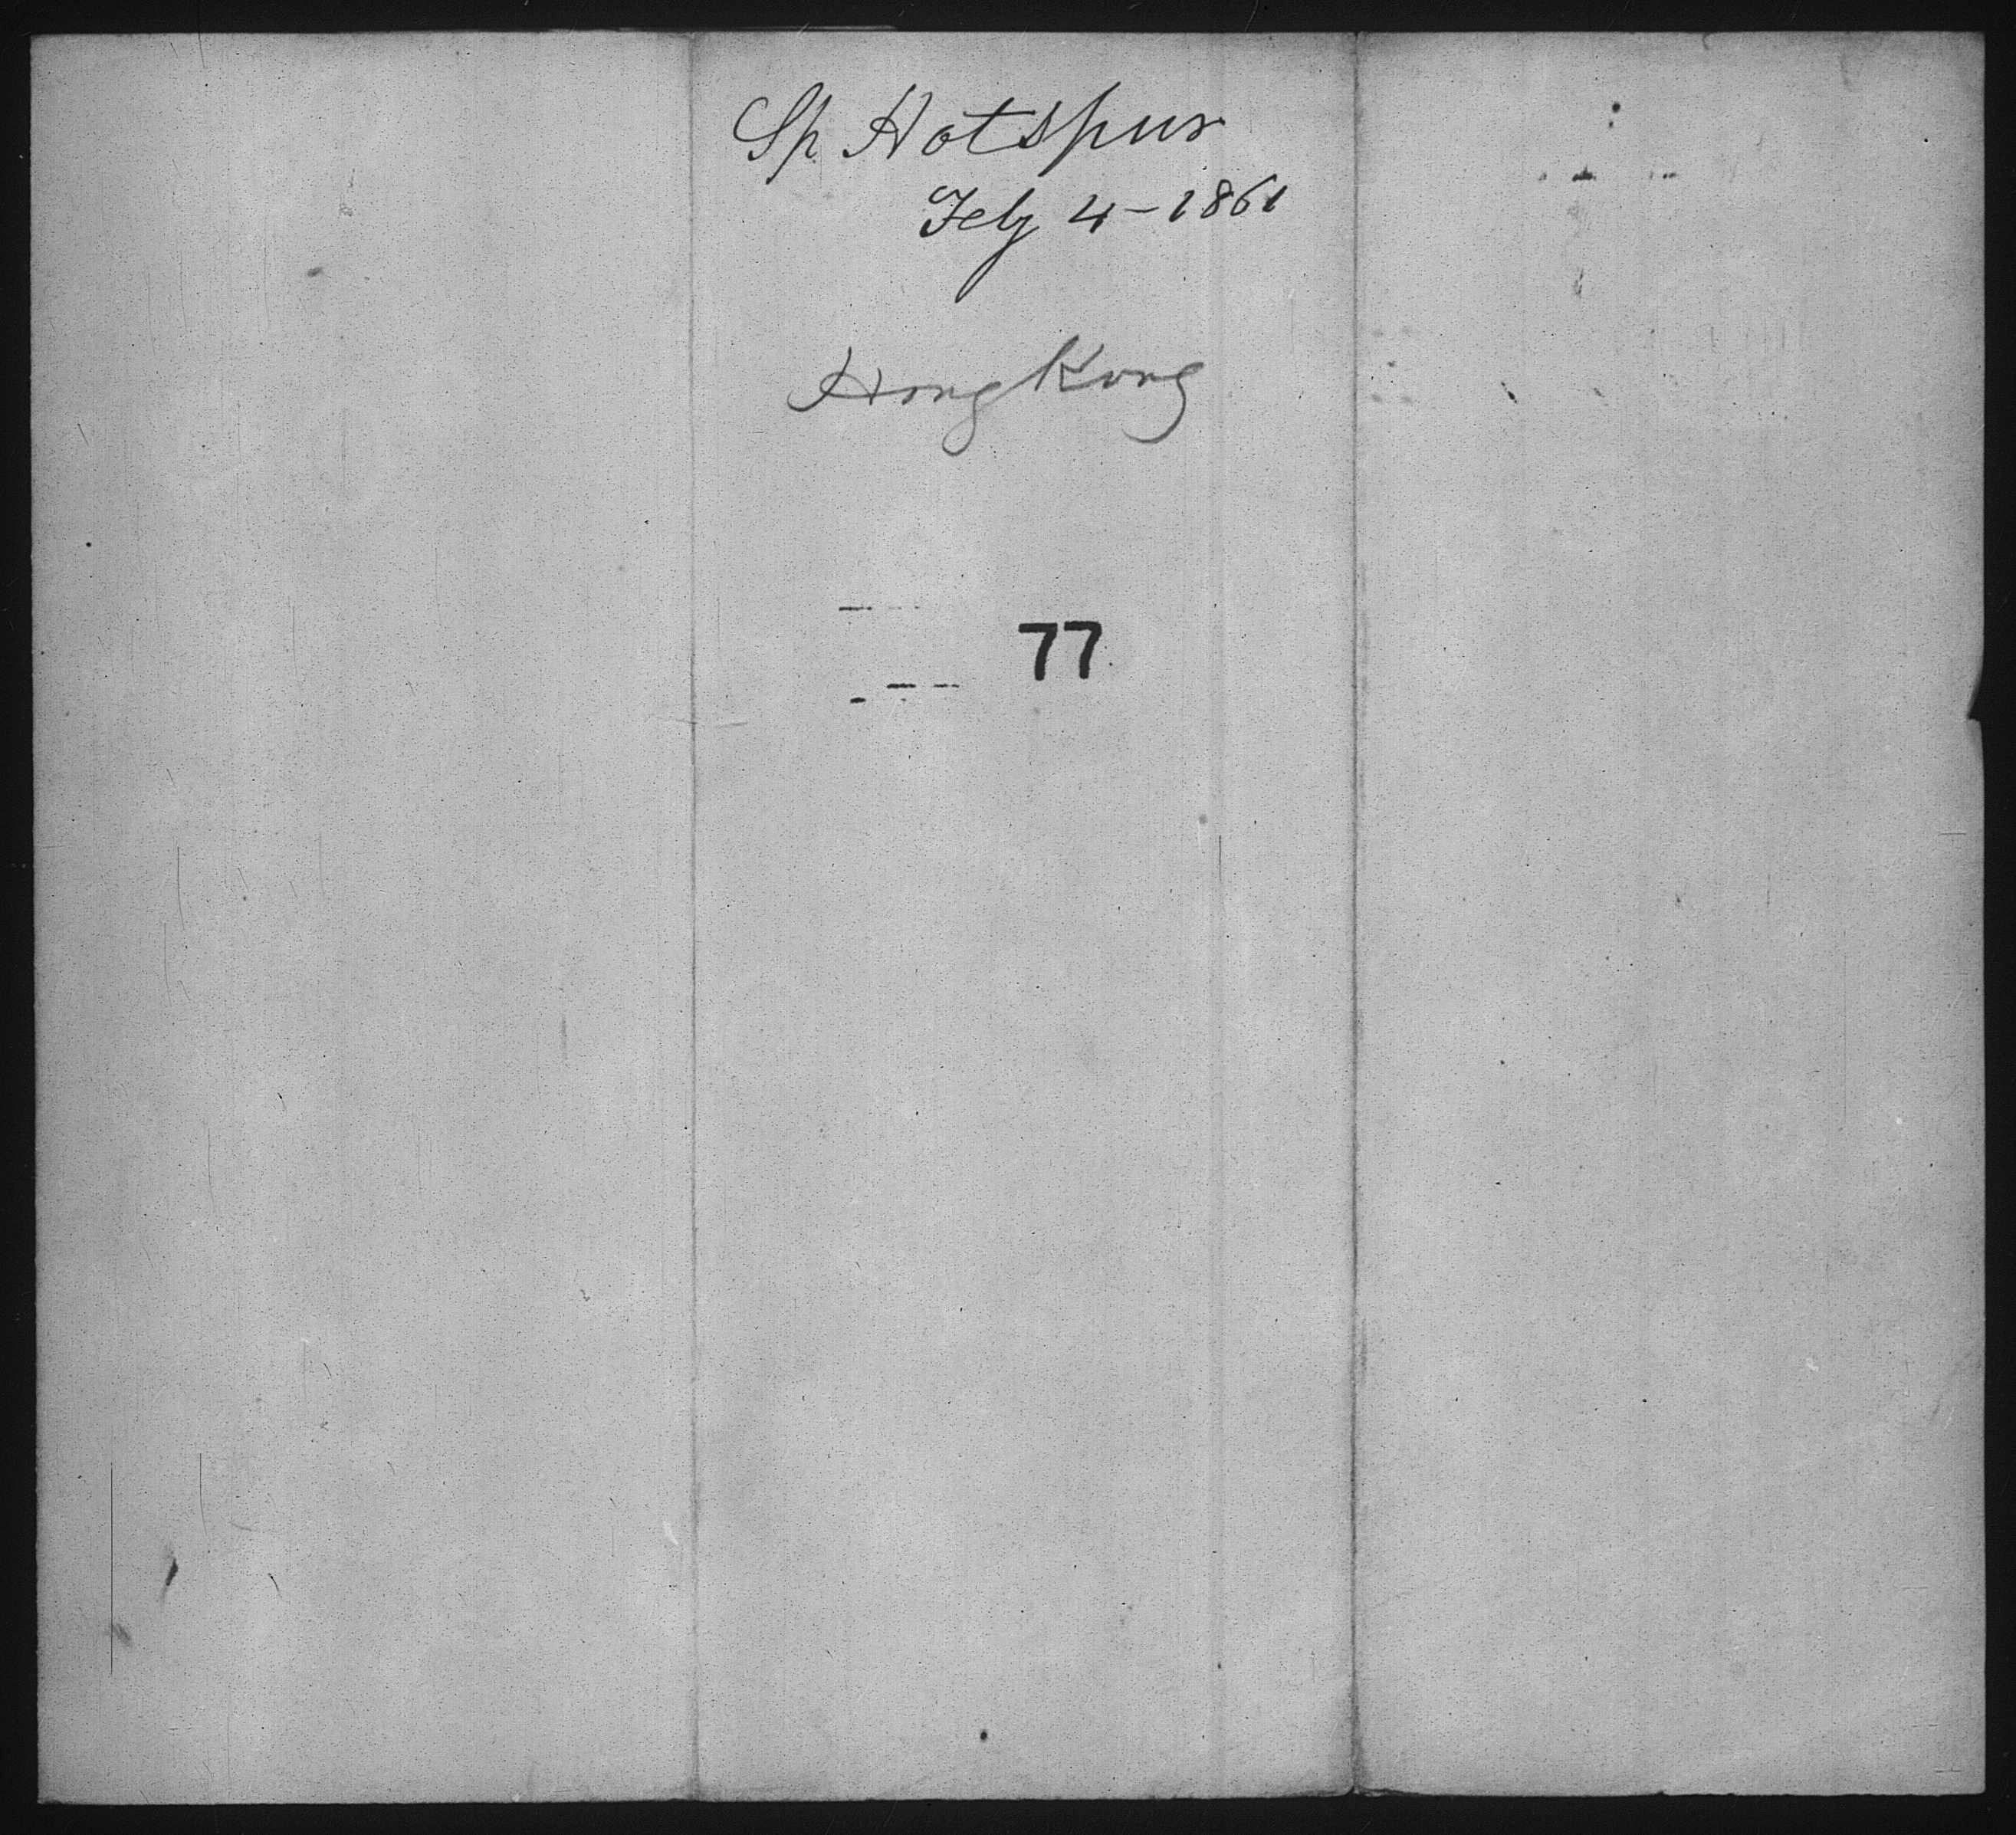 Sp Hotspur
Feby 4 - 1861
Hong Kong
77